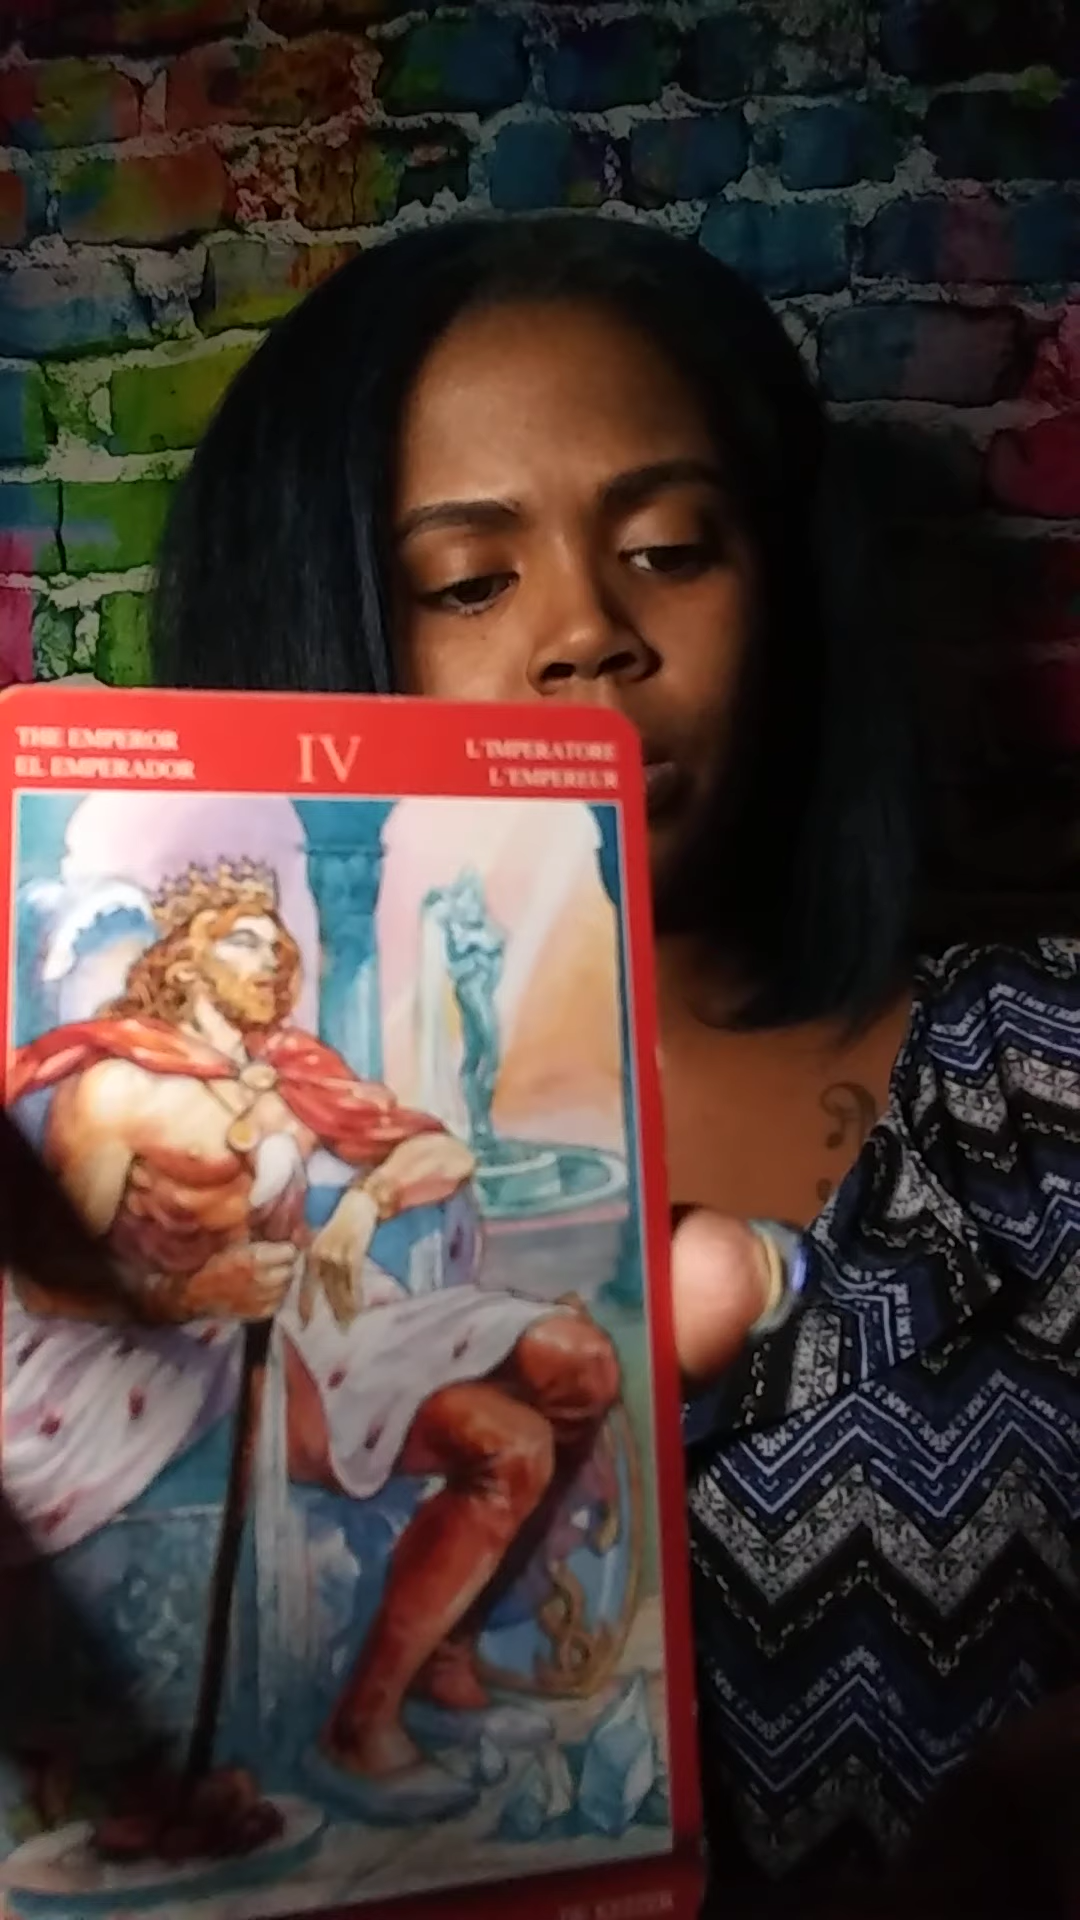 THE EMPEROR
EL EMPERADOR
IV
L'IMPERATORE
L'EMPEREUR